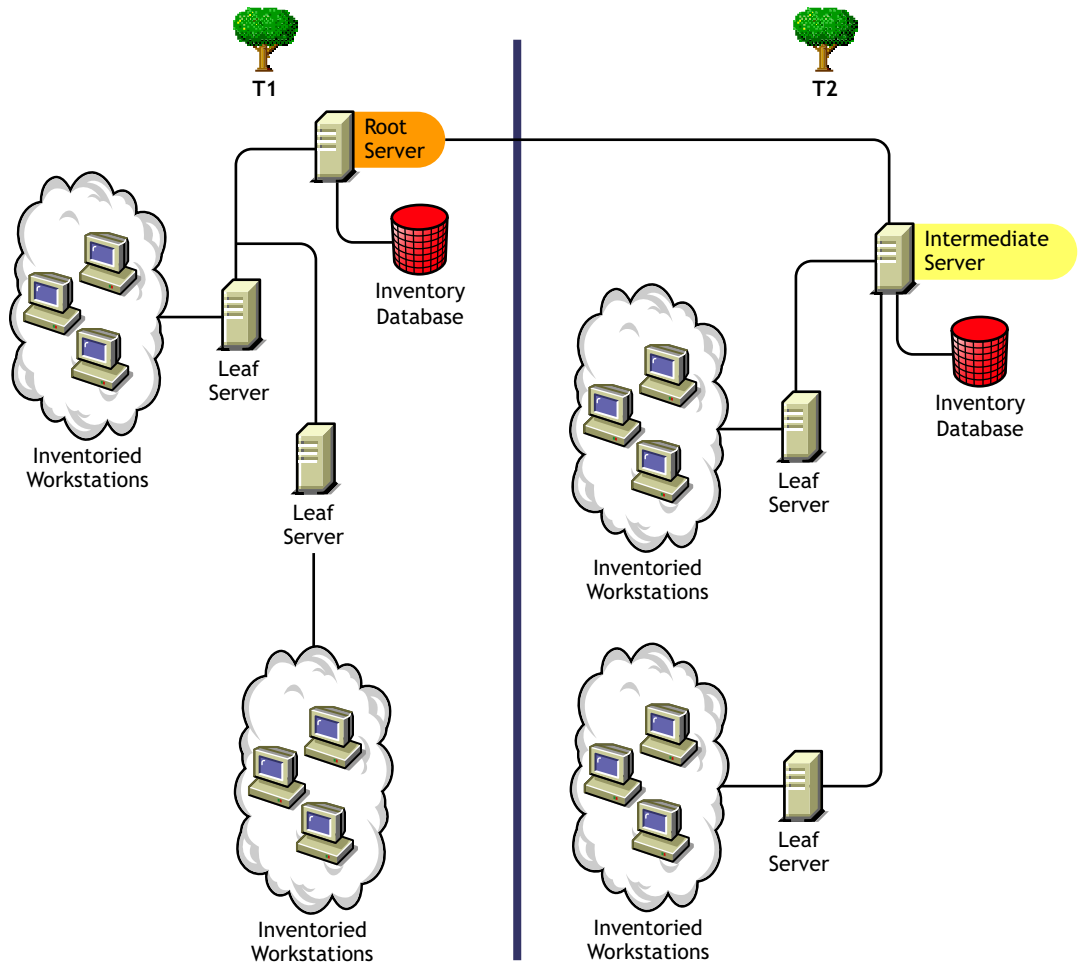 T1
T2
Root
Server
Intermediate
Server
Inventory
Database
Leaf
Server
Inventoried
Workstations
Leaf
Server
Inventory
Database
Leaf
Server
Inventoried
Workstations
Leaf
Server
Inventoried
Workstations
Inventoried
Workstations